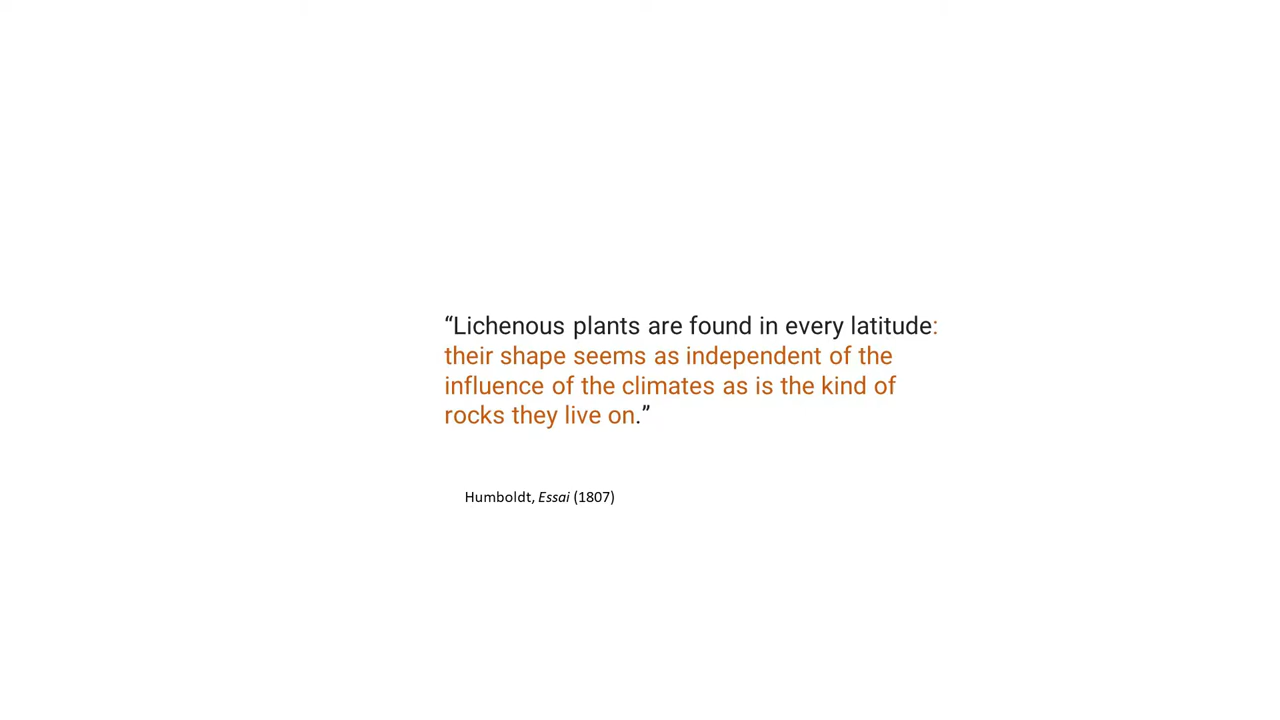 “Lichenous plants are found in every latitude:
their shape seems as independent of the
influence of the climates as is the kind of
rocks they live on.”
Humboldt, Essai (1807)